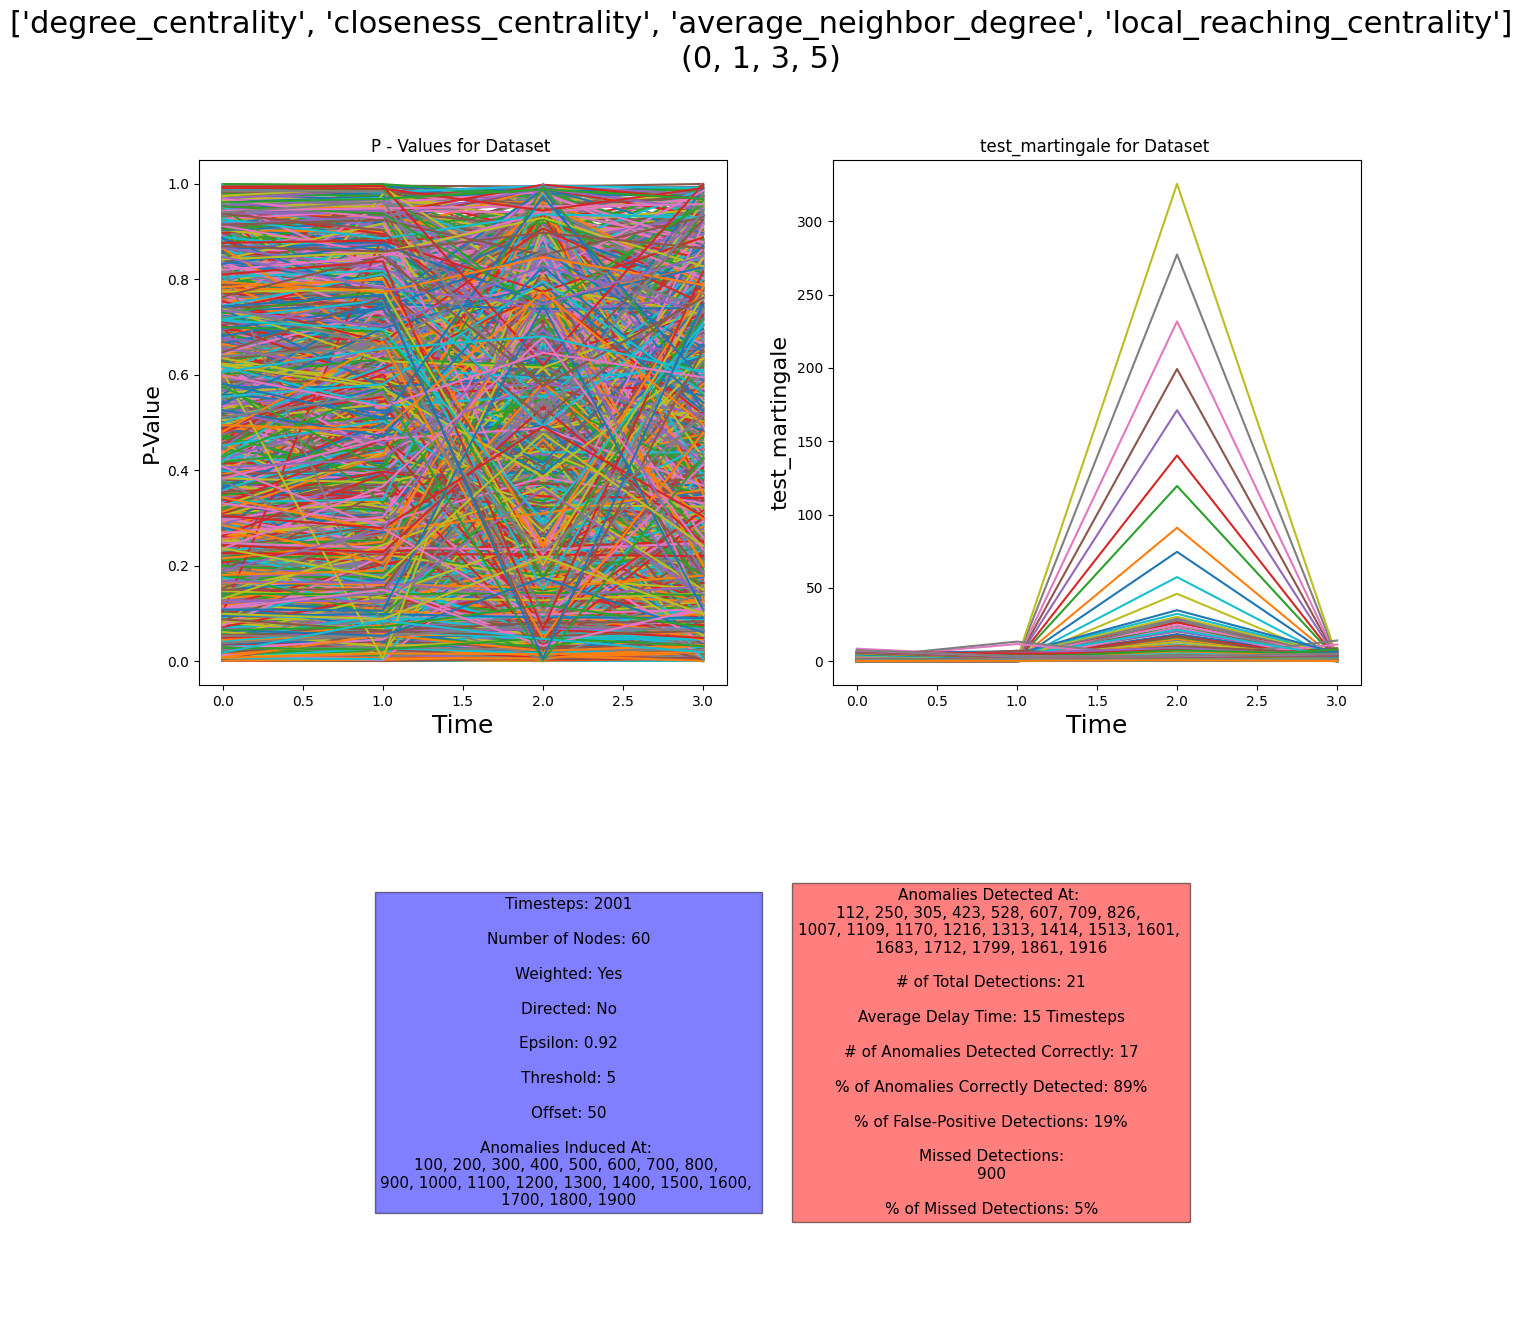 ['degree_centrality', 'closeness_centrality', 'average_neighbor_degree', 'local_reaching_centrality']
(0, 1, 3, 5)
P - Values for Dataset
1.0
0.8
0.6
0.4
0.2
0.0
P-Value
0.0 0.5 1.0 1.5 2.0 2.5 3.0
Time
test_martingale for Dataset
300
250
200
150
100
50
0
test_martingale
0.0 0.5 1.0 1.5 2.0 2.5 3.0
Time
Timesteps: 2001
Number of Nodes: 60
Weighted: Yes
Directed: No
Epsilon: 0.92
Threshold: 5
Offset: 50
Anomalies Induced At:
100, 200, 300, 400, 500, 600, 700, 800,
900, 1000, 1100, 1200, 1300, 1400, 1500, 1600,
1700, 1800, 1900
Anomalies Detected At:
112, 250, 305, 423, 528, 607, 709, 826,
1007, 1109, 1170, 1216, 1313, 1414, 1513, 1601,
1683, 1712, 1799, 1861, 1916
# of Total Detections: 21
Average Delay Time: 15 Timesteps
# of Anomalies Detected Correctly: 17
% of Anomalies Correctly Detected: 89%
% of False-Positive Detections: 19%
Missed Detections:
900
% of Missed Detections: 5%